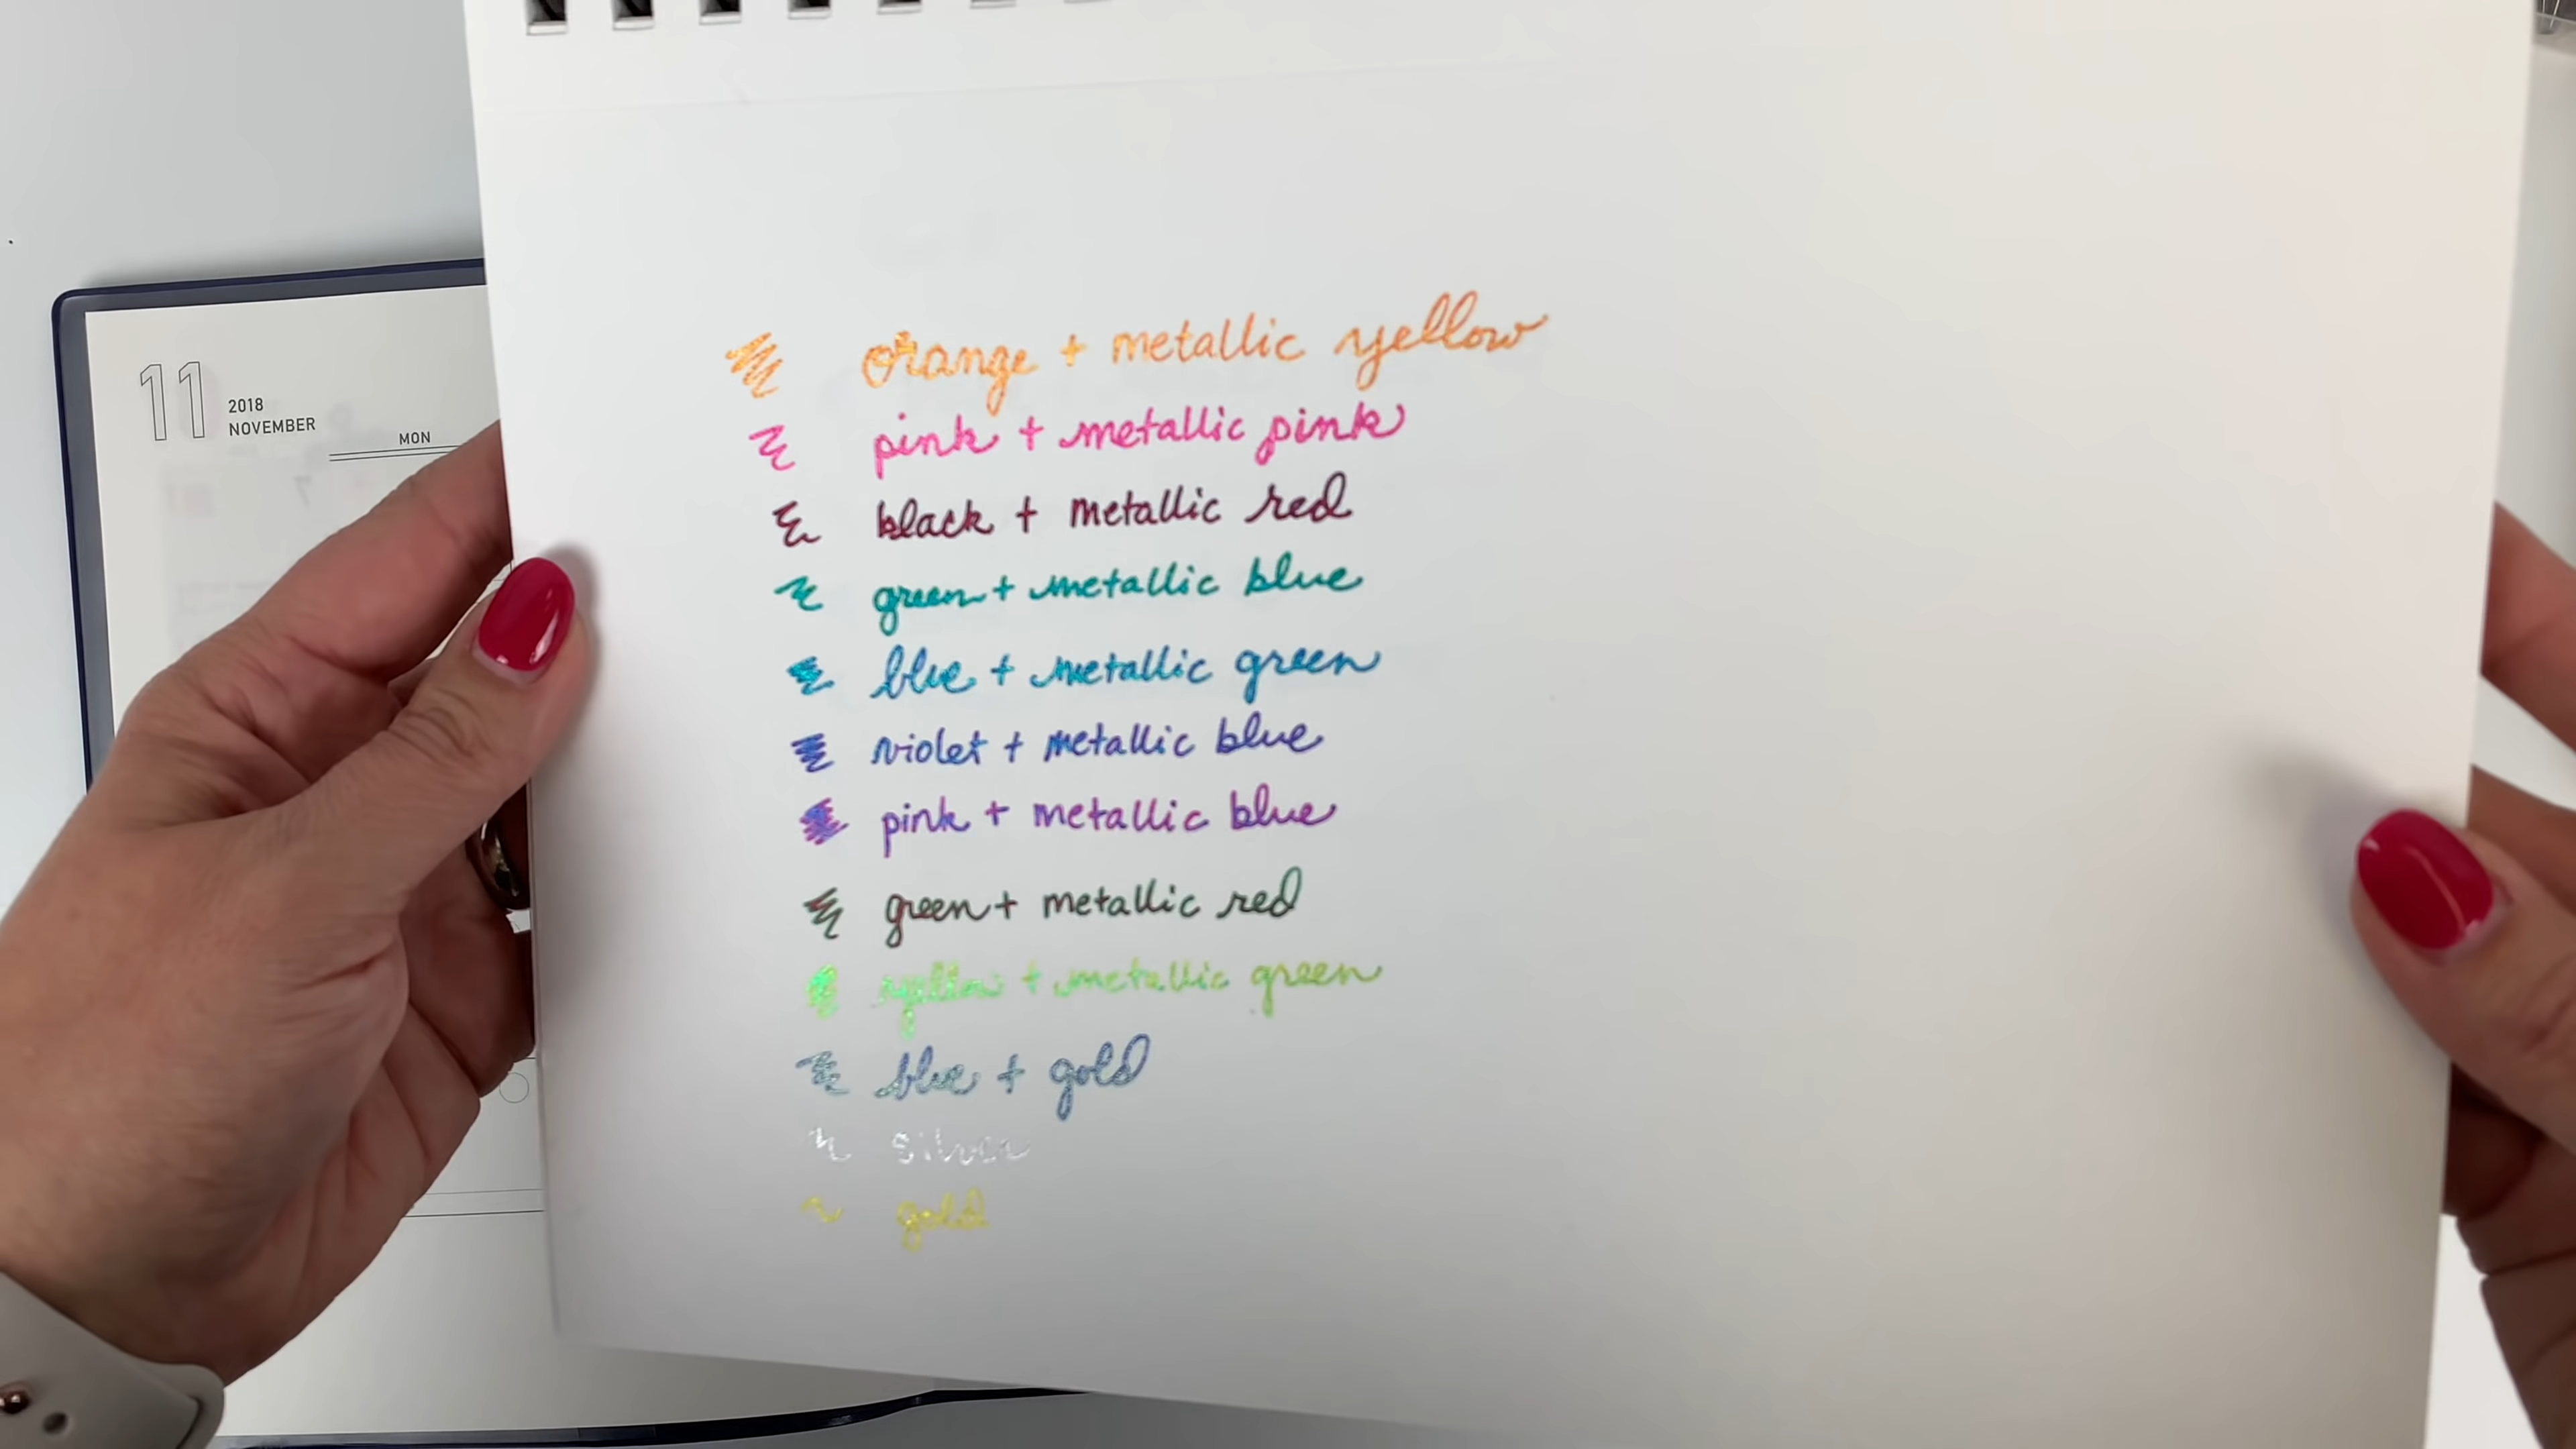 11
2018
NOVEMBER
MON
7
orange + metallic yellow
pink + metallic pink
black + metallic red
green + metallic blue
blue + metallic green
violet + metallic blue
pink + metallic blue
green + metallic red
yellow + metallic green
blue + gold
silver
gold